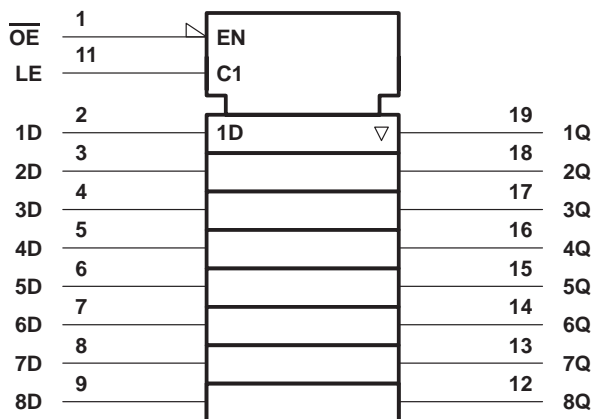 1
OE EN
11
LE C1
2 19
1D 1D 1Q
3 18
2D 2Q
4 17
3D 3Q
5 16
4D 4Q
6 15
5D 5Q
7 14
6D 6Q
8 13
7D 7Q
9 12
8D 8Q